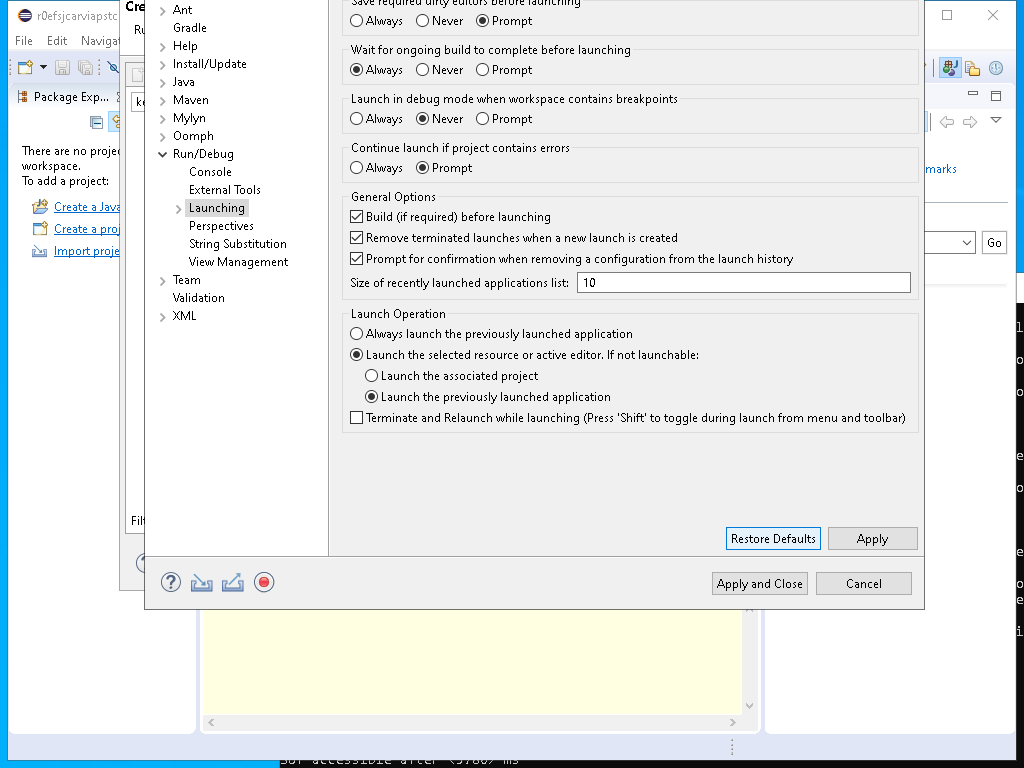 r0efsjcarviapstc
File Edit Navigat
Package Exp...
There are no projec
workspace.
To add a project:
Create a Java
Create a proj
Import proje
Cre
Ru
ke
Filt
Ant
Gradle
Help
Install/Update
Java
Maven
Mylyn
Oomph
Run/Debug
Console
External Tools
Launching
Perspectives
String Substitution
View Management
Team
Validation
XML
Save required dirty editors before launching
Always Never Prompt
Wait for ongoing build to complete before launching
Always Never Prompt
Launch in debug mode when workspace contains breakpoints
Always Never Prompt
Continue launch if project contains errors
Always Prompt
General Options
Build (if required) before launching
Remove terminated launches when a new launch is created
Prompt for confirmation when removing a configuration from the launch history
Size of recently launched applications list: 10
Launch Operation
Always launch the previously launched application
Launch the selected resource or active editor. If not launchable:
Launch the associated project
Launch the previously launched application
Terminate and Relaunch while launching (Press 'Shift' to toggle during launch from menu and toolbar)
Restore Defaults Apply
Apply and Close Cancel
marks
Go